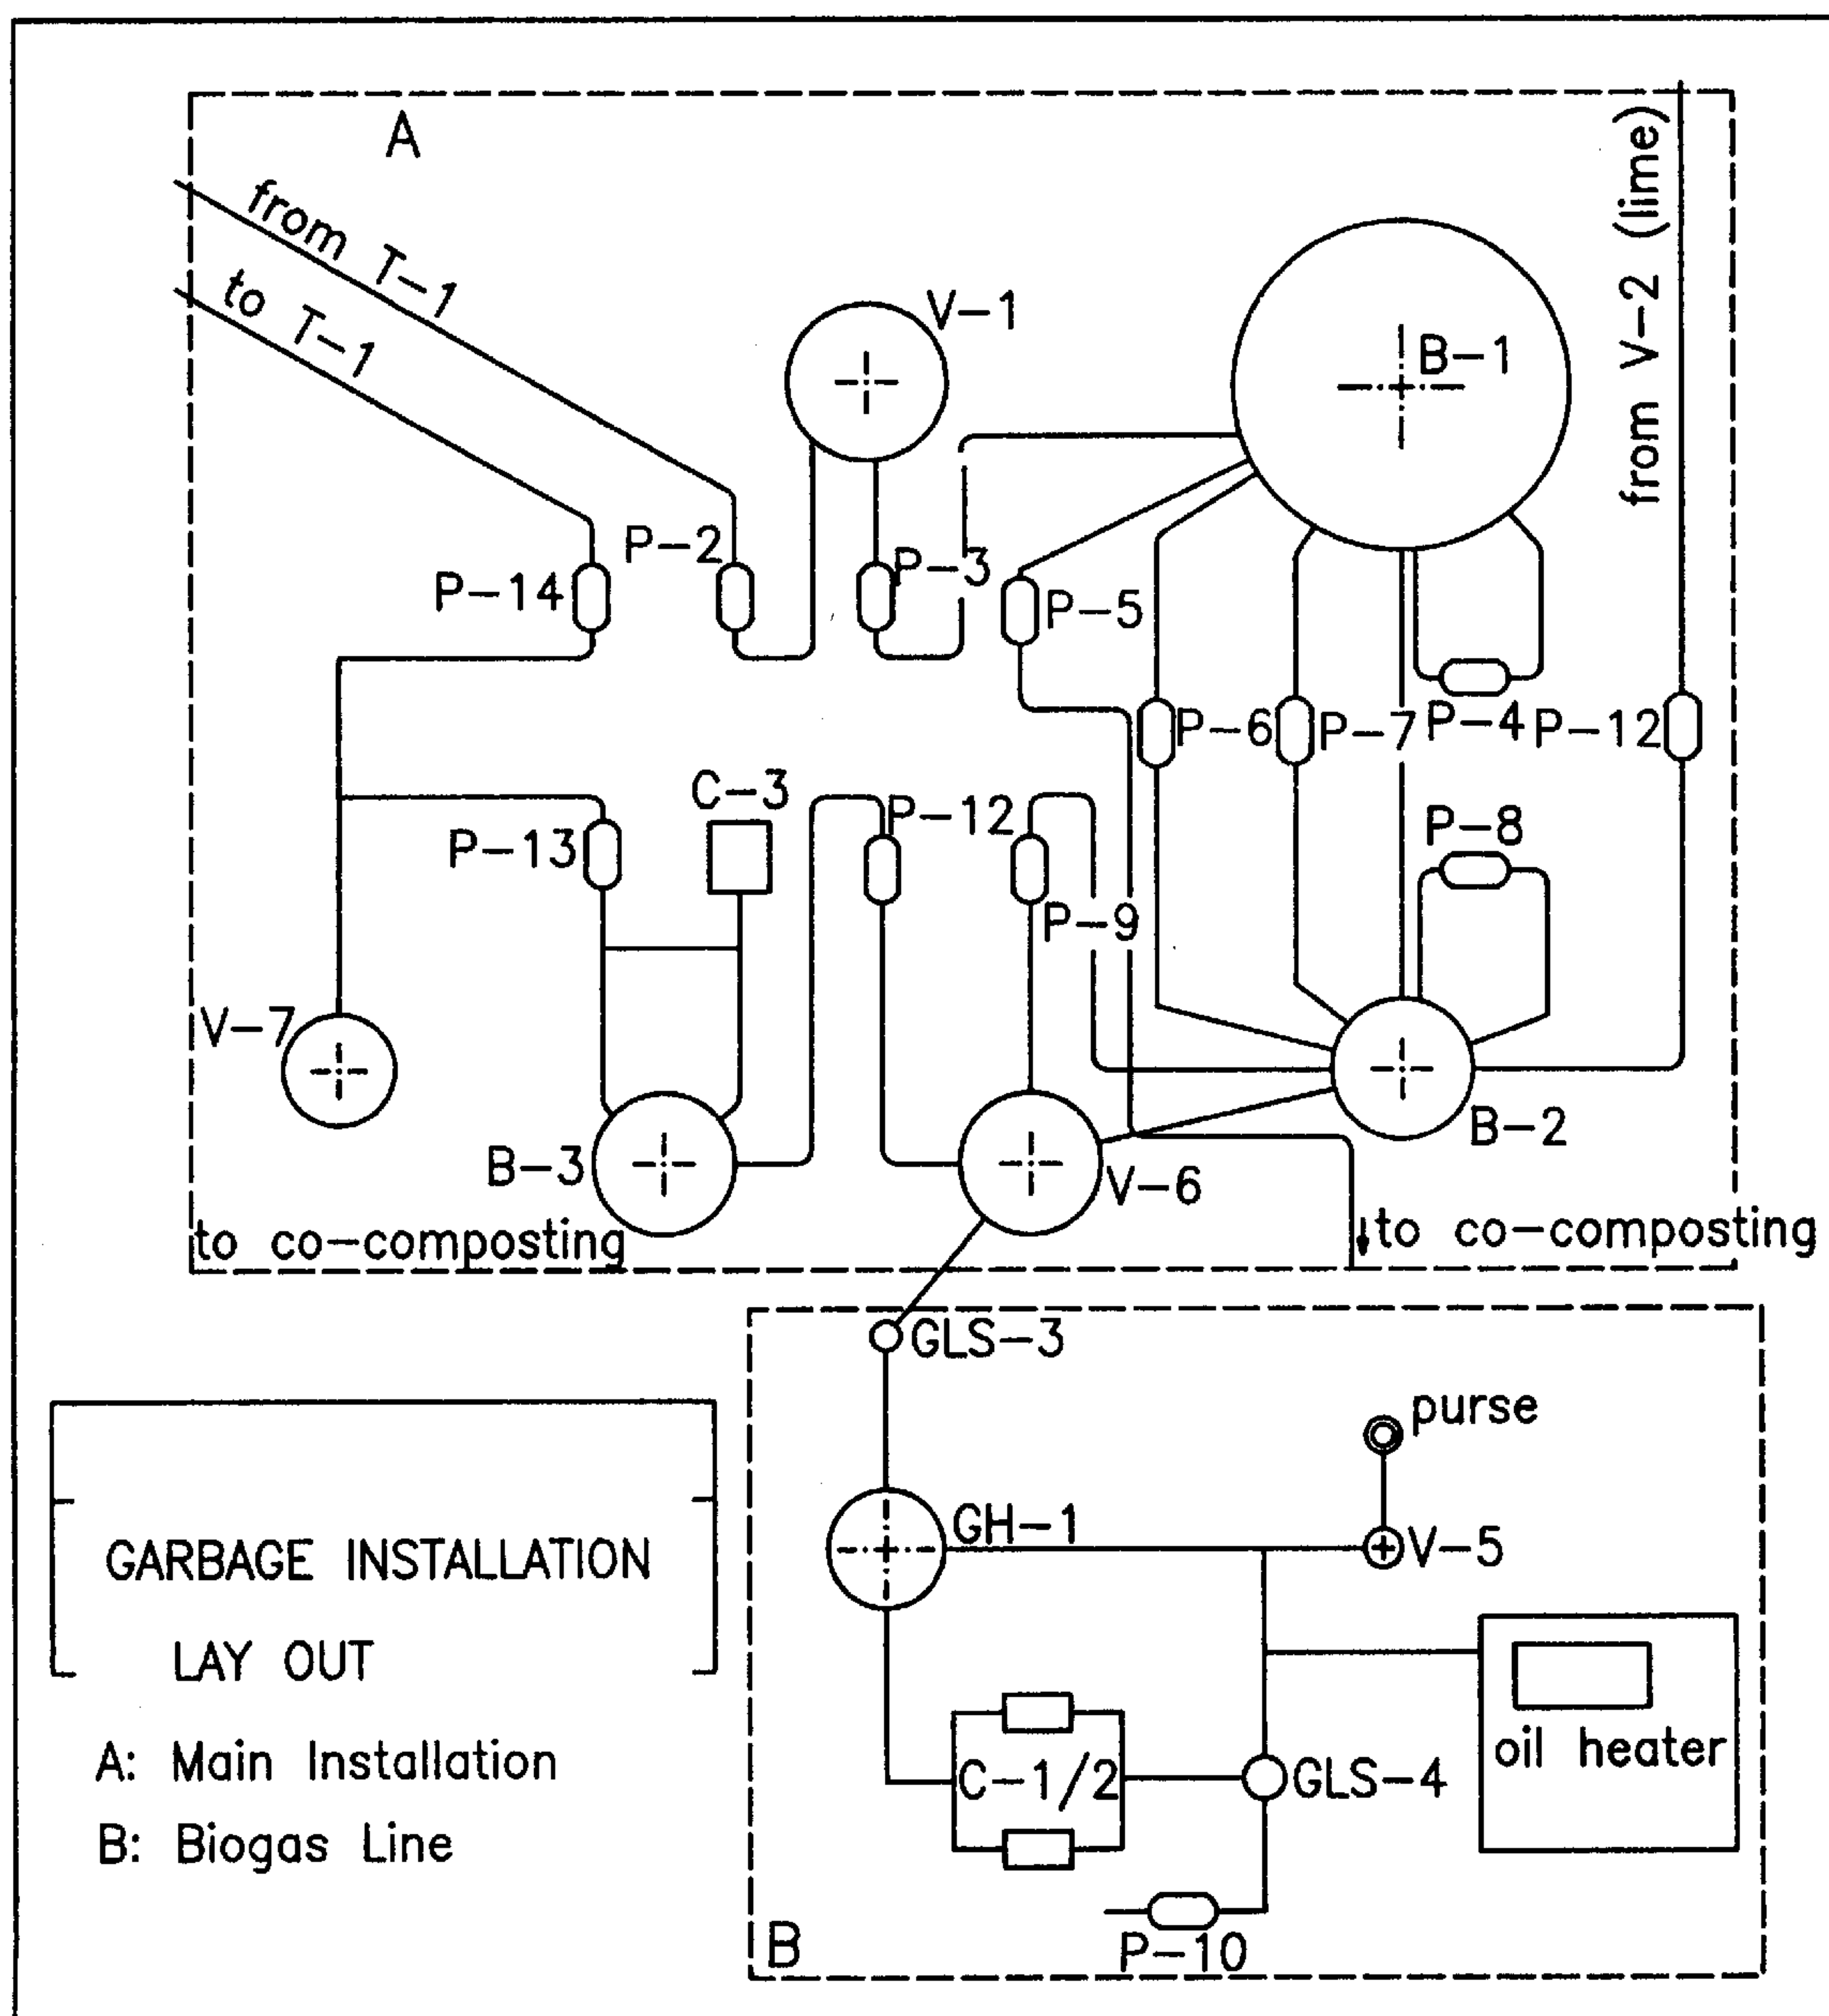 A
from T-1
to T-1
V-1
B-1
from V-2 (lime)
P-2
P-3
P-14
P-5
P-6
P-7
P-4
P-12
C-3
P-12
P-8
P-13
P-9
V-7
B-2
B-3
V-6
to co-composting
to co-composting
GLS-3
purse
GH-1
V-5
GARBAGE INSTALLATION
LAY OUT
oil heater
C-1/2
GLS-4
A: Main Installation
B: Biogas Line
P-10
B